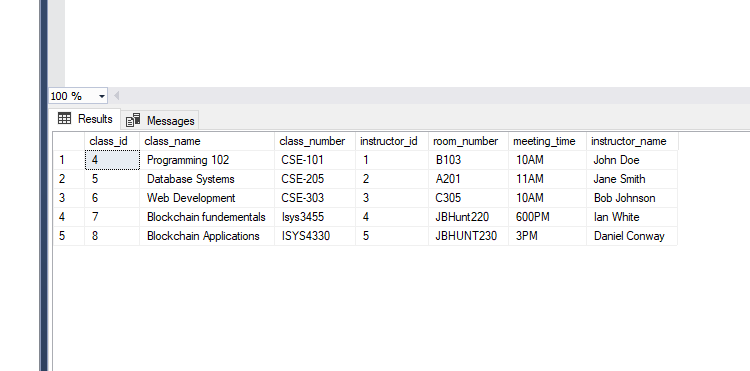 100 %
Results Messages
class_id class_name class_number instructor_id room_number meeting_time instructor_name
1 4 Programming 102 CSE-101 1 B103 10AM John Doe
2 5 Database Systems CSE-205 2 A201 11AM Jane Smith
3 6 Web Development CSE-303 3 C305 10AM Bob Johnson
4 7 Blockchain fundementals Isys3455 4 JBHunt220 600PM Ian White
5 8 Blockchain Applications ISYS4330 5 JBHUNT230 3PM Daniel Conway